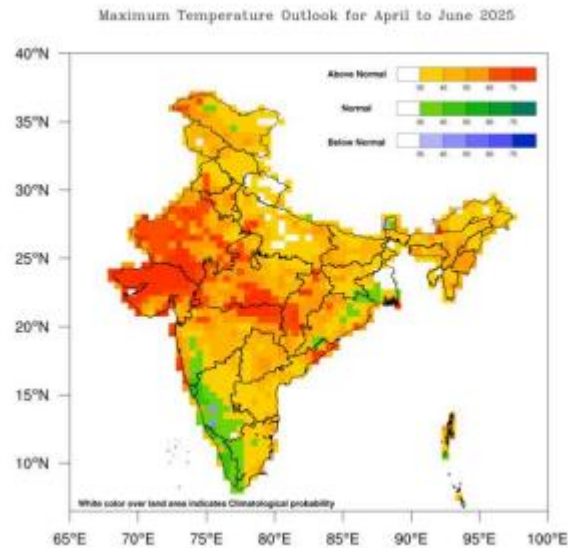 Maximum Temperature Outlook for April to June 2025
40°N
35°N
30°N
25°N
20°N
15°N
10°N
Above Normal
Normal
Below Normal
White color over land area indicates Climatological probability
65°E 70°E 75°E 80°E 85°E 90°E 95°E 100°E